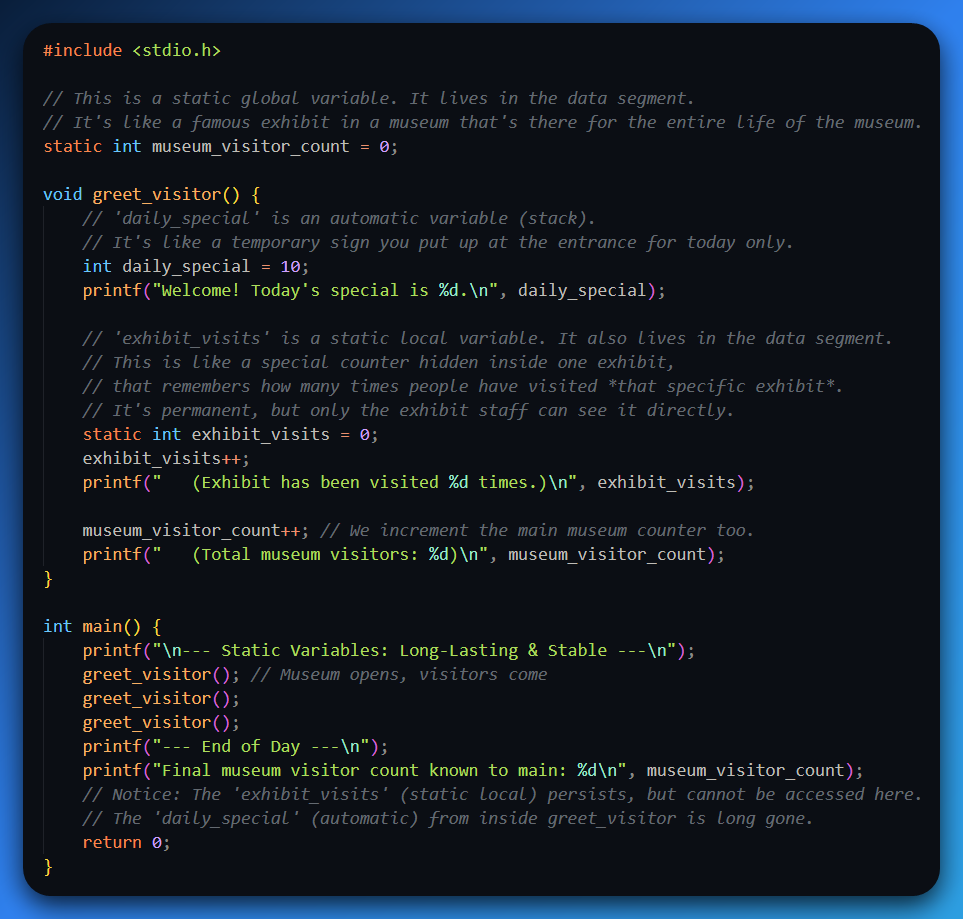 #include <stdio.h>

// This is a static global variable. It lives in the data segment.
// It's like a famous exhibit in a museum that's there for the entire life of the museum.
static int museum_visitor_count = 0;

void greet_visitor() {
    // 'daily_special' is an automatic variable (stack).
    // It's like a temporary sign you put up at the entrance for today only.
    int daily_special = 10;
    printf("Welcome! Today's special is %d.\n", daily_special);

    // 'exhibit_visits' is a static local variable. It also lives in the data segment.
    // This is like a special counter hidden inside one exhibit,
    // that remembers how many times people have visited *that specific exhibit*.
    // It's permanent, but only the exhibit staff can see it directly.
    static int exhibit_visits = 0;
    exhibit_visits++;
    printf("   (Exhibit has been visited %d times.)\n", exhibit_visits);

    museum_visitor_count++; // We increment the main museum counter too.
    printf("   (Total museum visitors: %d)\n", museum_visitor_count);
}

int main() {
    printf("\n--- Static Variables: Long-Lasting & Stable ---\n");
    greet_visitor(); // Museum opens, visitors come
    greet_visitor();
    greet_visitor();
    printf("--- End of Day ---\n");
    printf("Final museum visitor count known to main: %d\n", museum_visitor_count);
    // Notice: The 'exhibit_visits' (static local) persists, but cannot be accessed here.
    // The 'daily_special' (automatic) from inside greet_visitor is long gone.
    return 0;
}